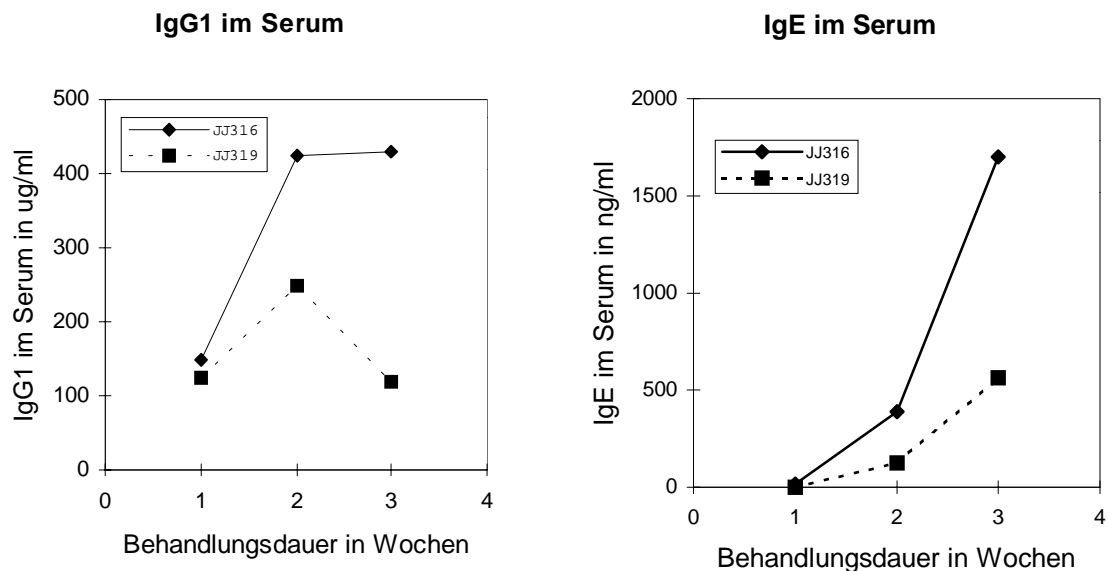 IgG1 im Serum
IgG1 im Serum in ug/ml
500
400
300
200
100
0
JJ316
JJ319
0 1 2 3 4
Behandlungsdauer in Wochen
IgE im Serum
IgE im Serum in ng/ml
2000
1500
1000
500
0
JJ316
JJ319
0 1 2 3 4
Behandlungsdauer in Wochen